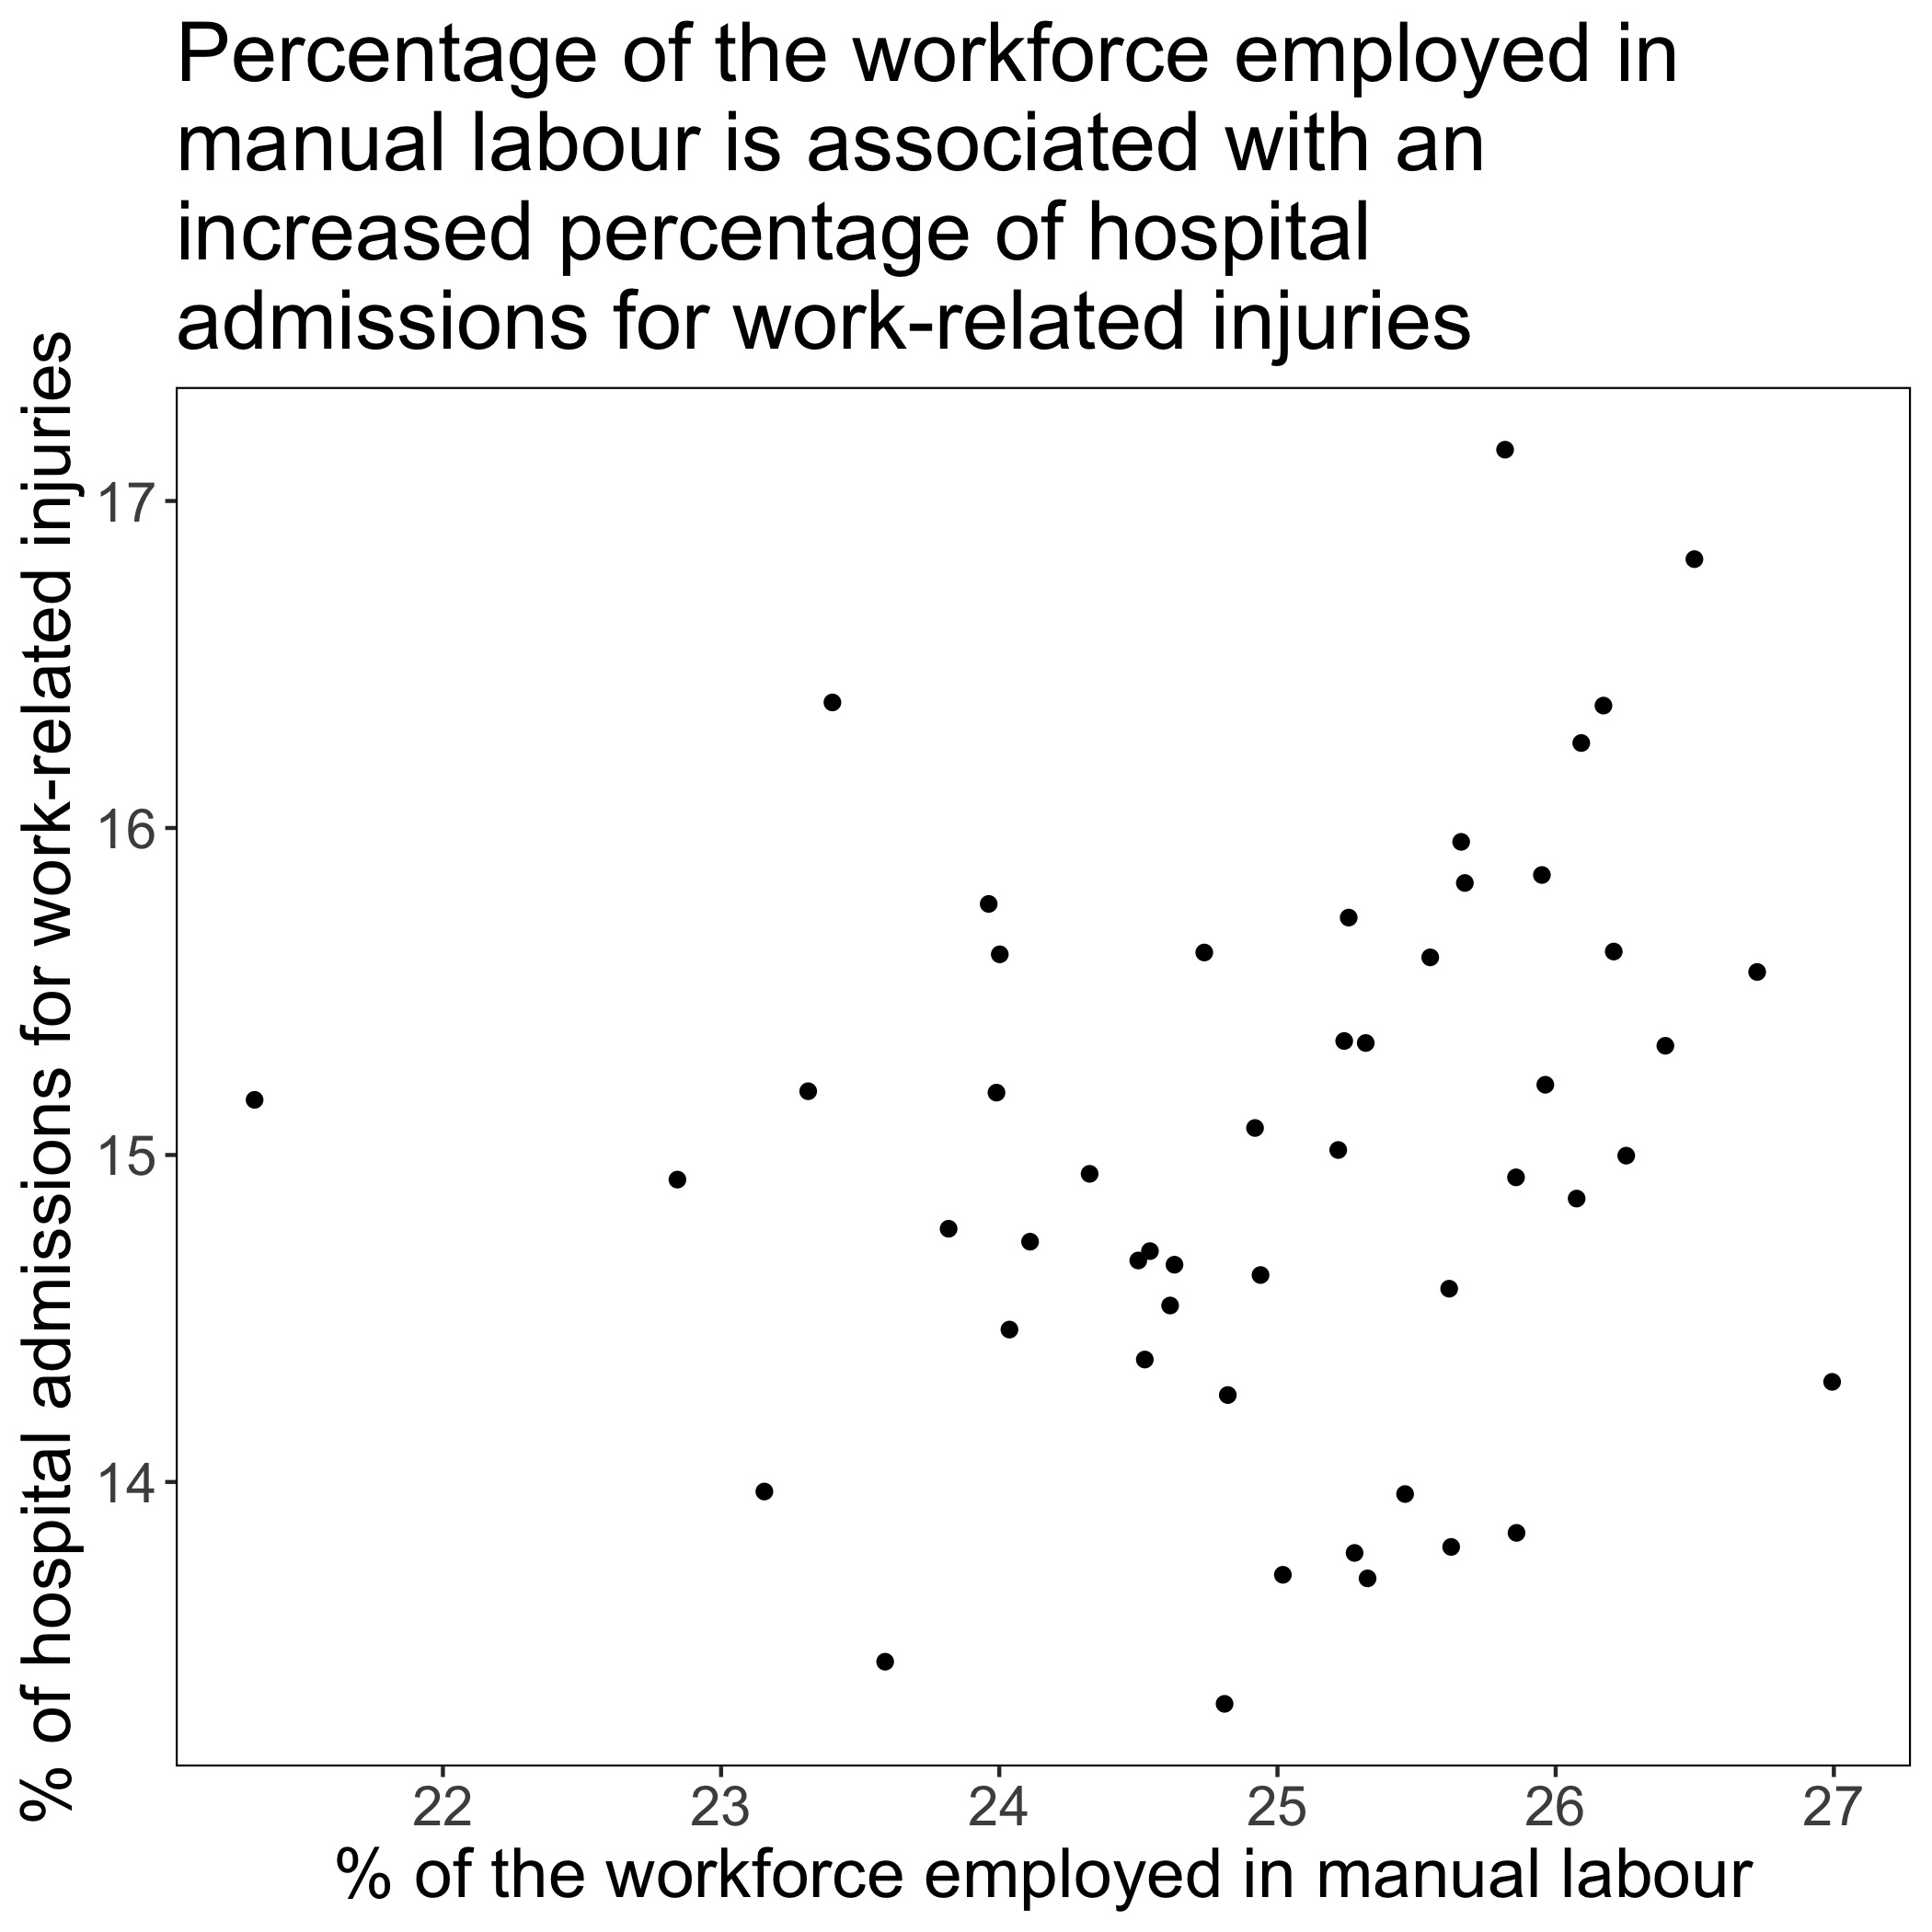 Percentage of the workforce employed in
manual labour is associated with an
increased percentage of hospital
admissions for work-related injuries
% of hospital admissions for work-related injuries
17
16
15
14
22 23 24 25 26 27
% of the workforce employed in manual labour